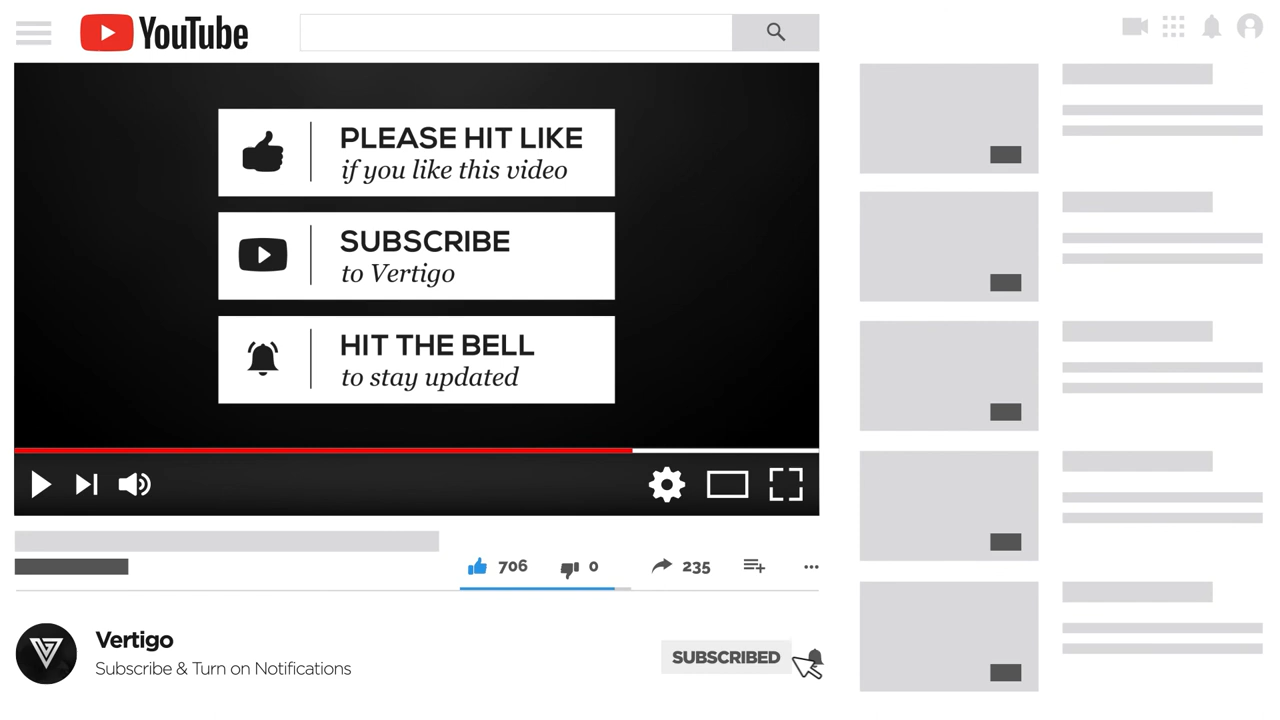 YouTube
PLEASE HIT LIKE
if you like this video
SUBSCRIBE
to Vertigo
HIT THE BELL
to stay updated
706
0
235
Vertigo
Subscribe & Turn on Notifications
SUBSCRIBED